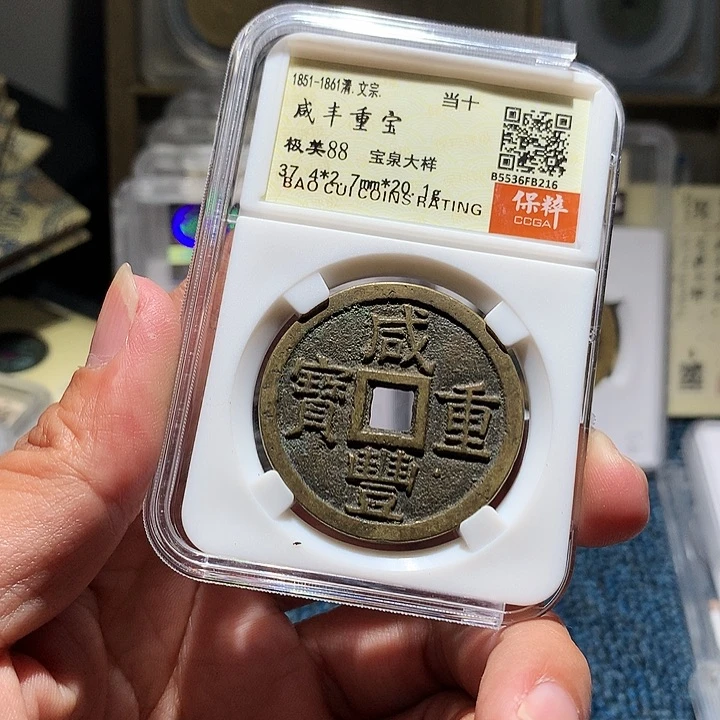 1851-1861清.文宗.
当十
咸丰重宝
极美88 宝泉大样
37.4*2.7mm*20.1g
BAO CUI COINS RATING
B5536FB216
保粹
CCGA
咸
寶 重
豐